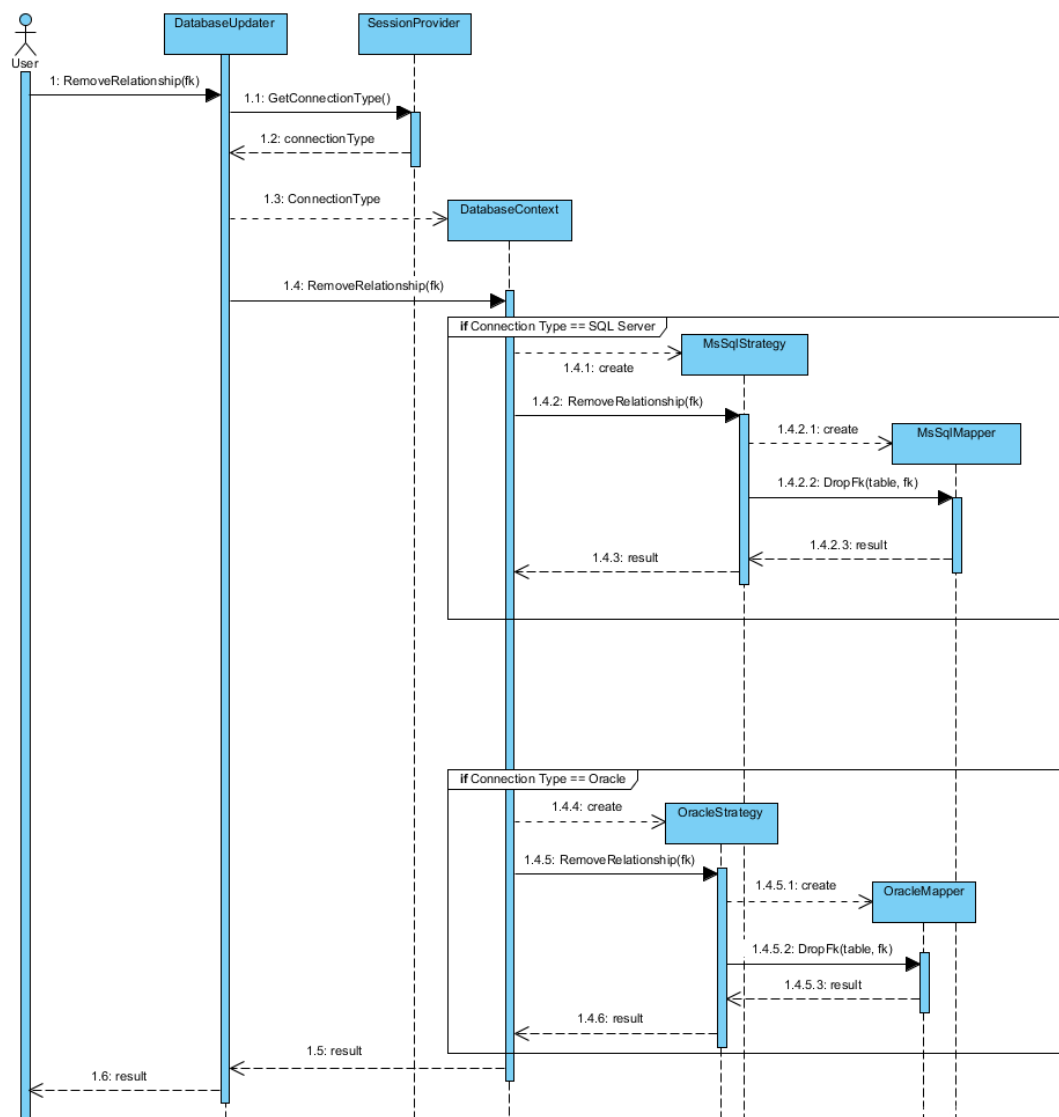 DatabaseUpdater
SessionProvider
User
1: RemoveRelationship(fk)
1.1: GetConnectionType()
1.2: connectionType
1.3: ConnectionType
DatabaseContext
1.4: RemoveRelationship(fk)
if Connection Type == SQL Server
MsSqlStrategy
1.4.1: create
1.4.2: RemoveRelationship(fk)
1.4.2.1: create
MsSqlMapper
1.4.2.2: DropFk(table, fk)
1.4.2.3: result
1.4.3: result
if Connection Type == Oracle
1.4.4: create
OracleStrategy
1.4.5: RemoveRelationship(fk)
1.4.5.1: create
OracleMapper
1.4.5.2: DropFk(table, fk)
1.4.5.3: result
1.4.6: result
1.5: result
1.6: result